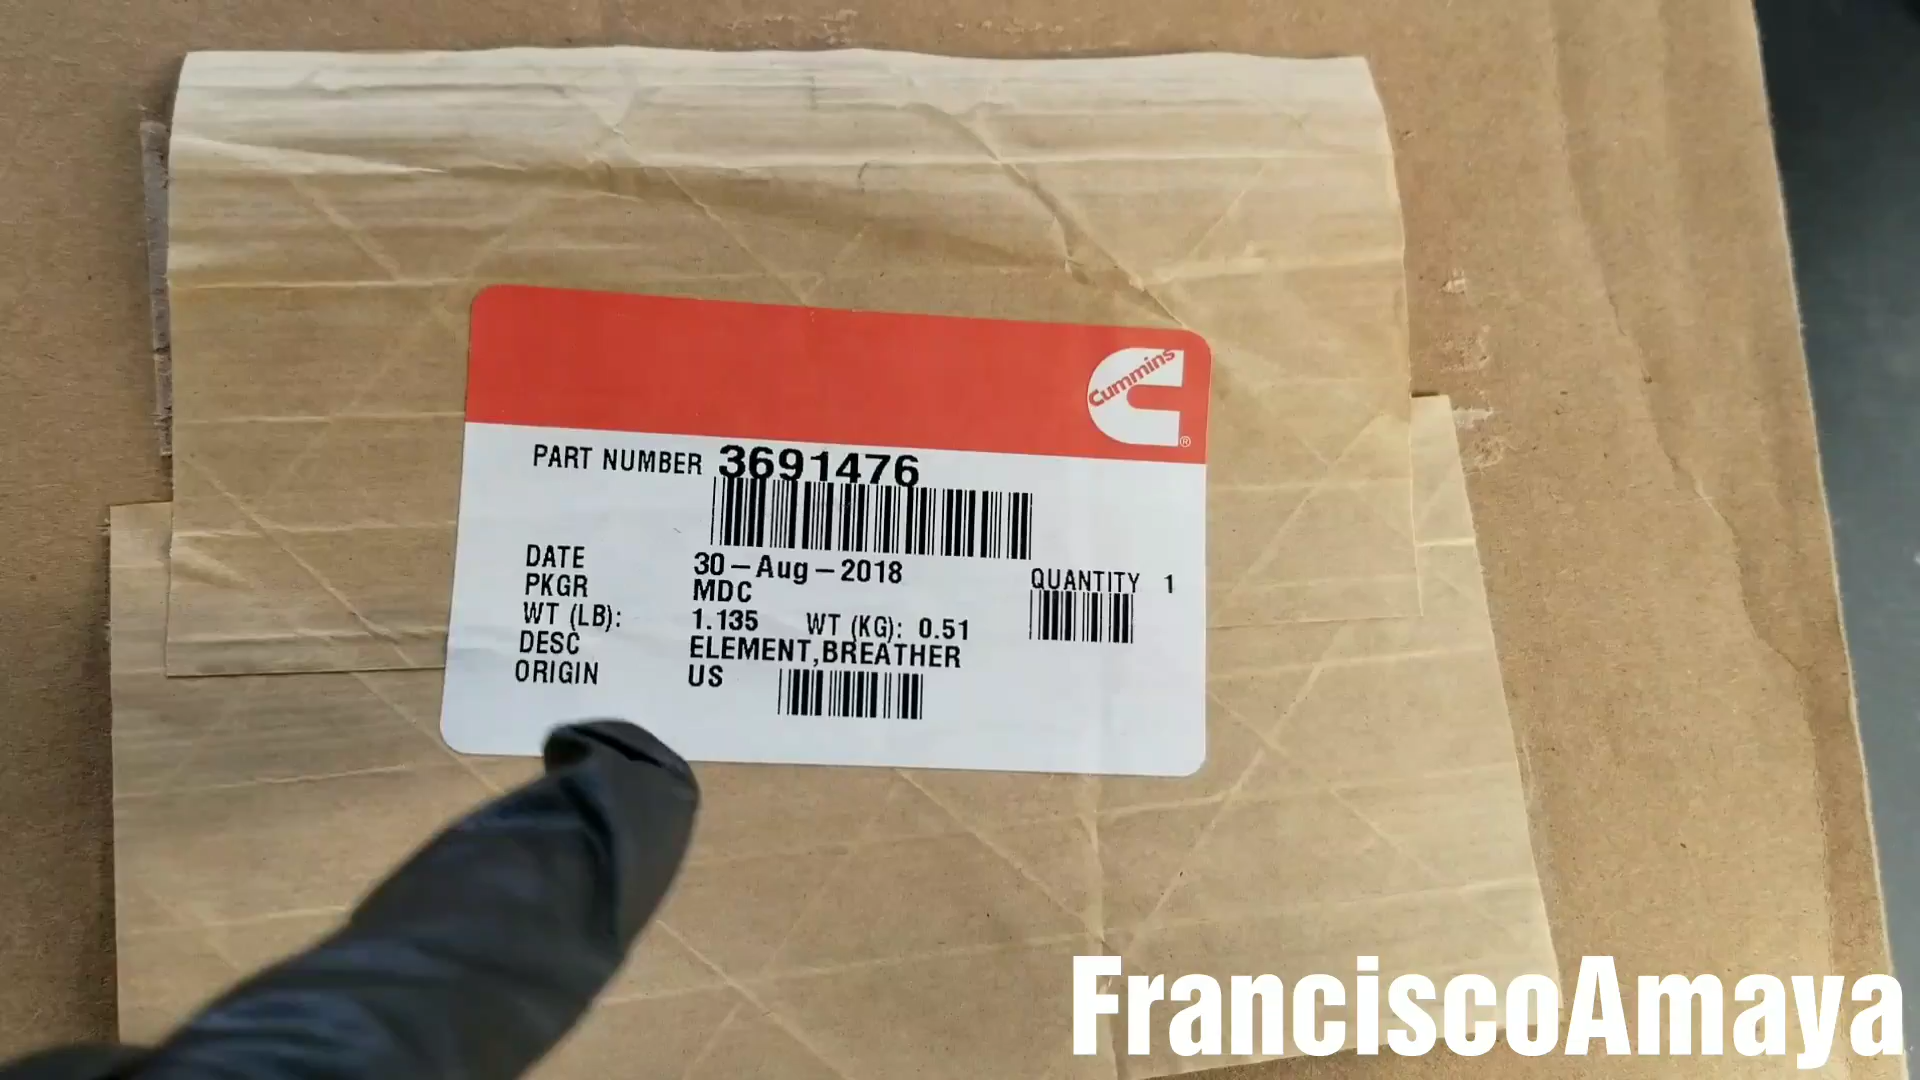 Cummins
®
PART NUMBER 3691476
DATE 30-Aug-2018 QUANTITY 1
PKGR MDC
WT (LB): 1.135 WT (KG): 0.51
DESC ELEMENT,BREATHER
ORIGIN US
FranciscoAmaya